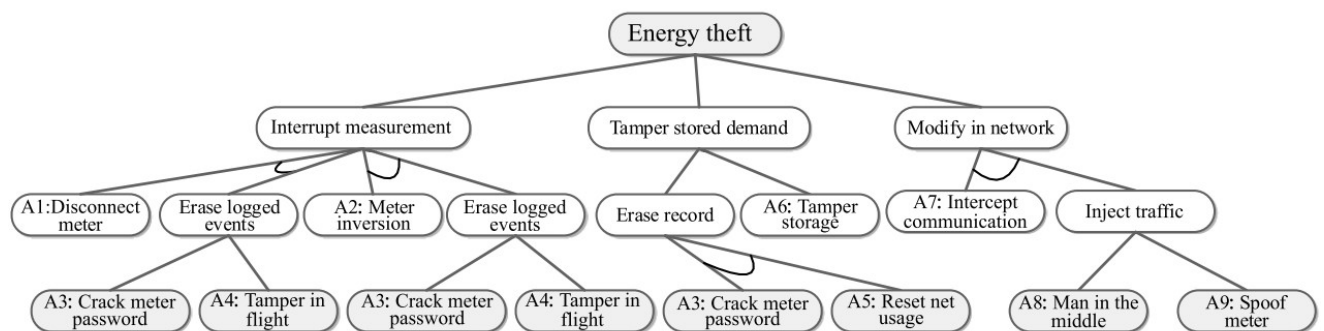 Energy theft
Interrupt measurement
Tamper stored demand
Modify in network
A1:Disconnect
meter
Erase logged
events
A2: Meter
inversion
Erase logged
events
Erase record
A6: Tamper
storage
A7: Intercept
communication
Inject traffic
A3: Crack meter
password
A4: Tamper in
flight
A3: Crack meter
password
A4: Tamper in
flight
A3: Crack meter
password
A5: Reset net
usage
A8: Man in the
middle
A9: Spoof
meter